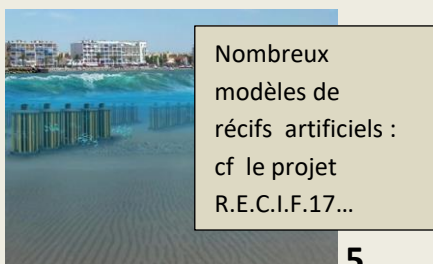 Nombreux
modèles de
récifs artificiels :
cf le projet
R.E.C.I.F.17…
5